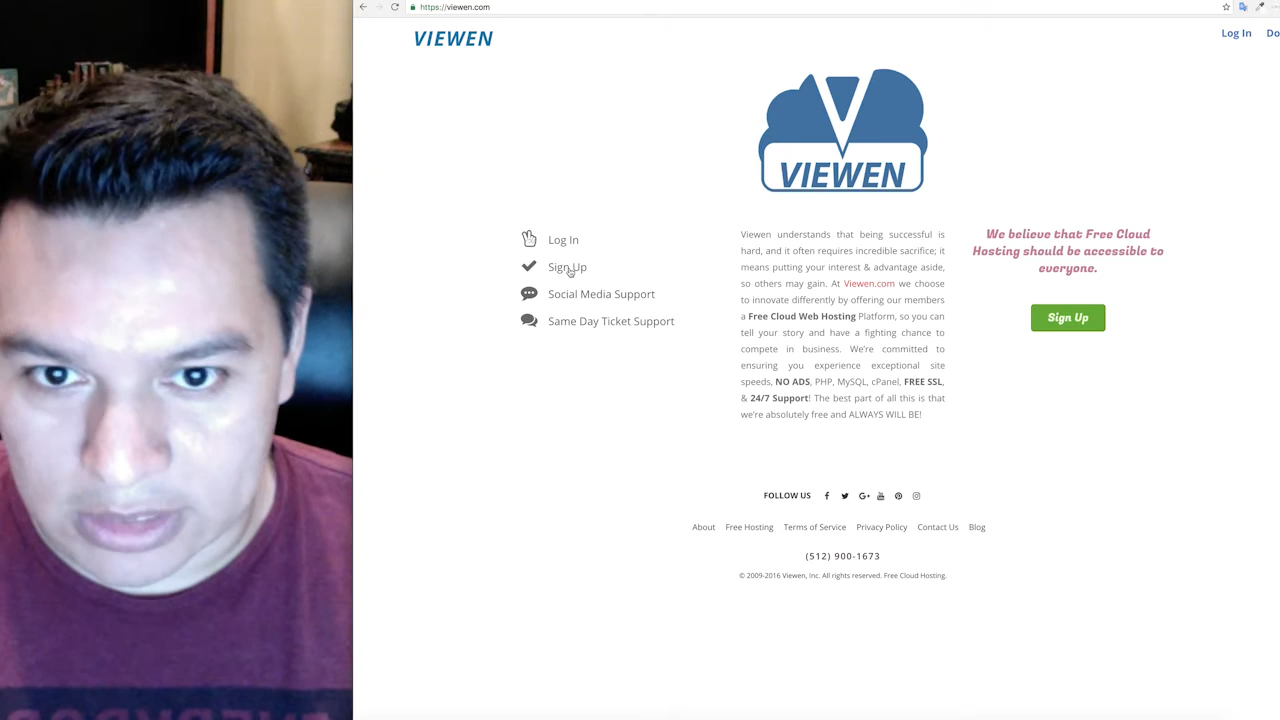 https://viewen.com
VIEWEN
Log In
Do
VIEWEN
Log In
Sign Up
Social Media Support
Same Day Ticket Support
Viewen understands that being successful is
hard, and it often requires incredible sacrifice; it
means putting your interest & advantage aside,
so others may gain. At Viewen.com we choose
to innovate differently by offering our members
a Free Cloud Web Hosting Platform, so you can
tell your story and have a fighting chance to
compete in business. We're committed to
ensuring you experience exceptional site
speeds, NO ADS, PHP, MySQL, cPanel, FREE SSL,
& 24/7 Support! The best part of all this is that
we're absolutely free and ALWAYS WILL BE!
We believe that Free Cloud
Hosting should be accessible to
everyone.
Sign Up
FOLLOW US
About Free Hosting Terms of Service Privacy Policy Contact Us Blog
(512) 900-1673
© 2009-2016 Viewen, Inc. All rights reserved. Free Cloud Hosting.